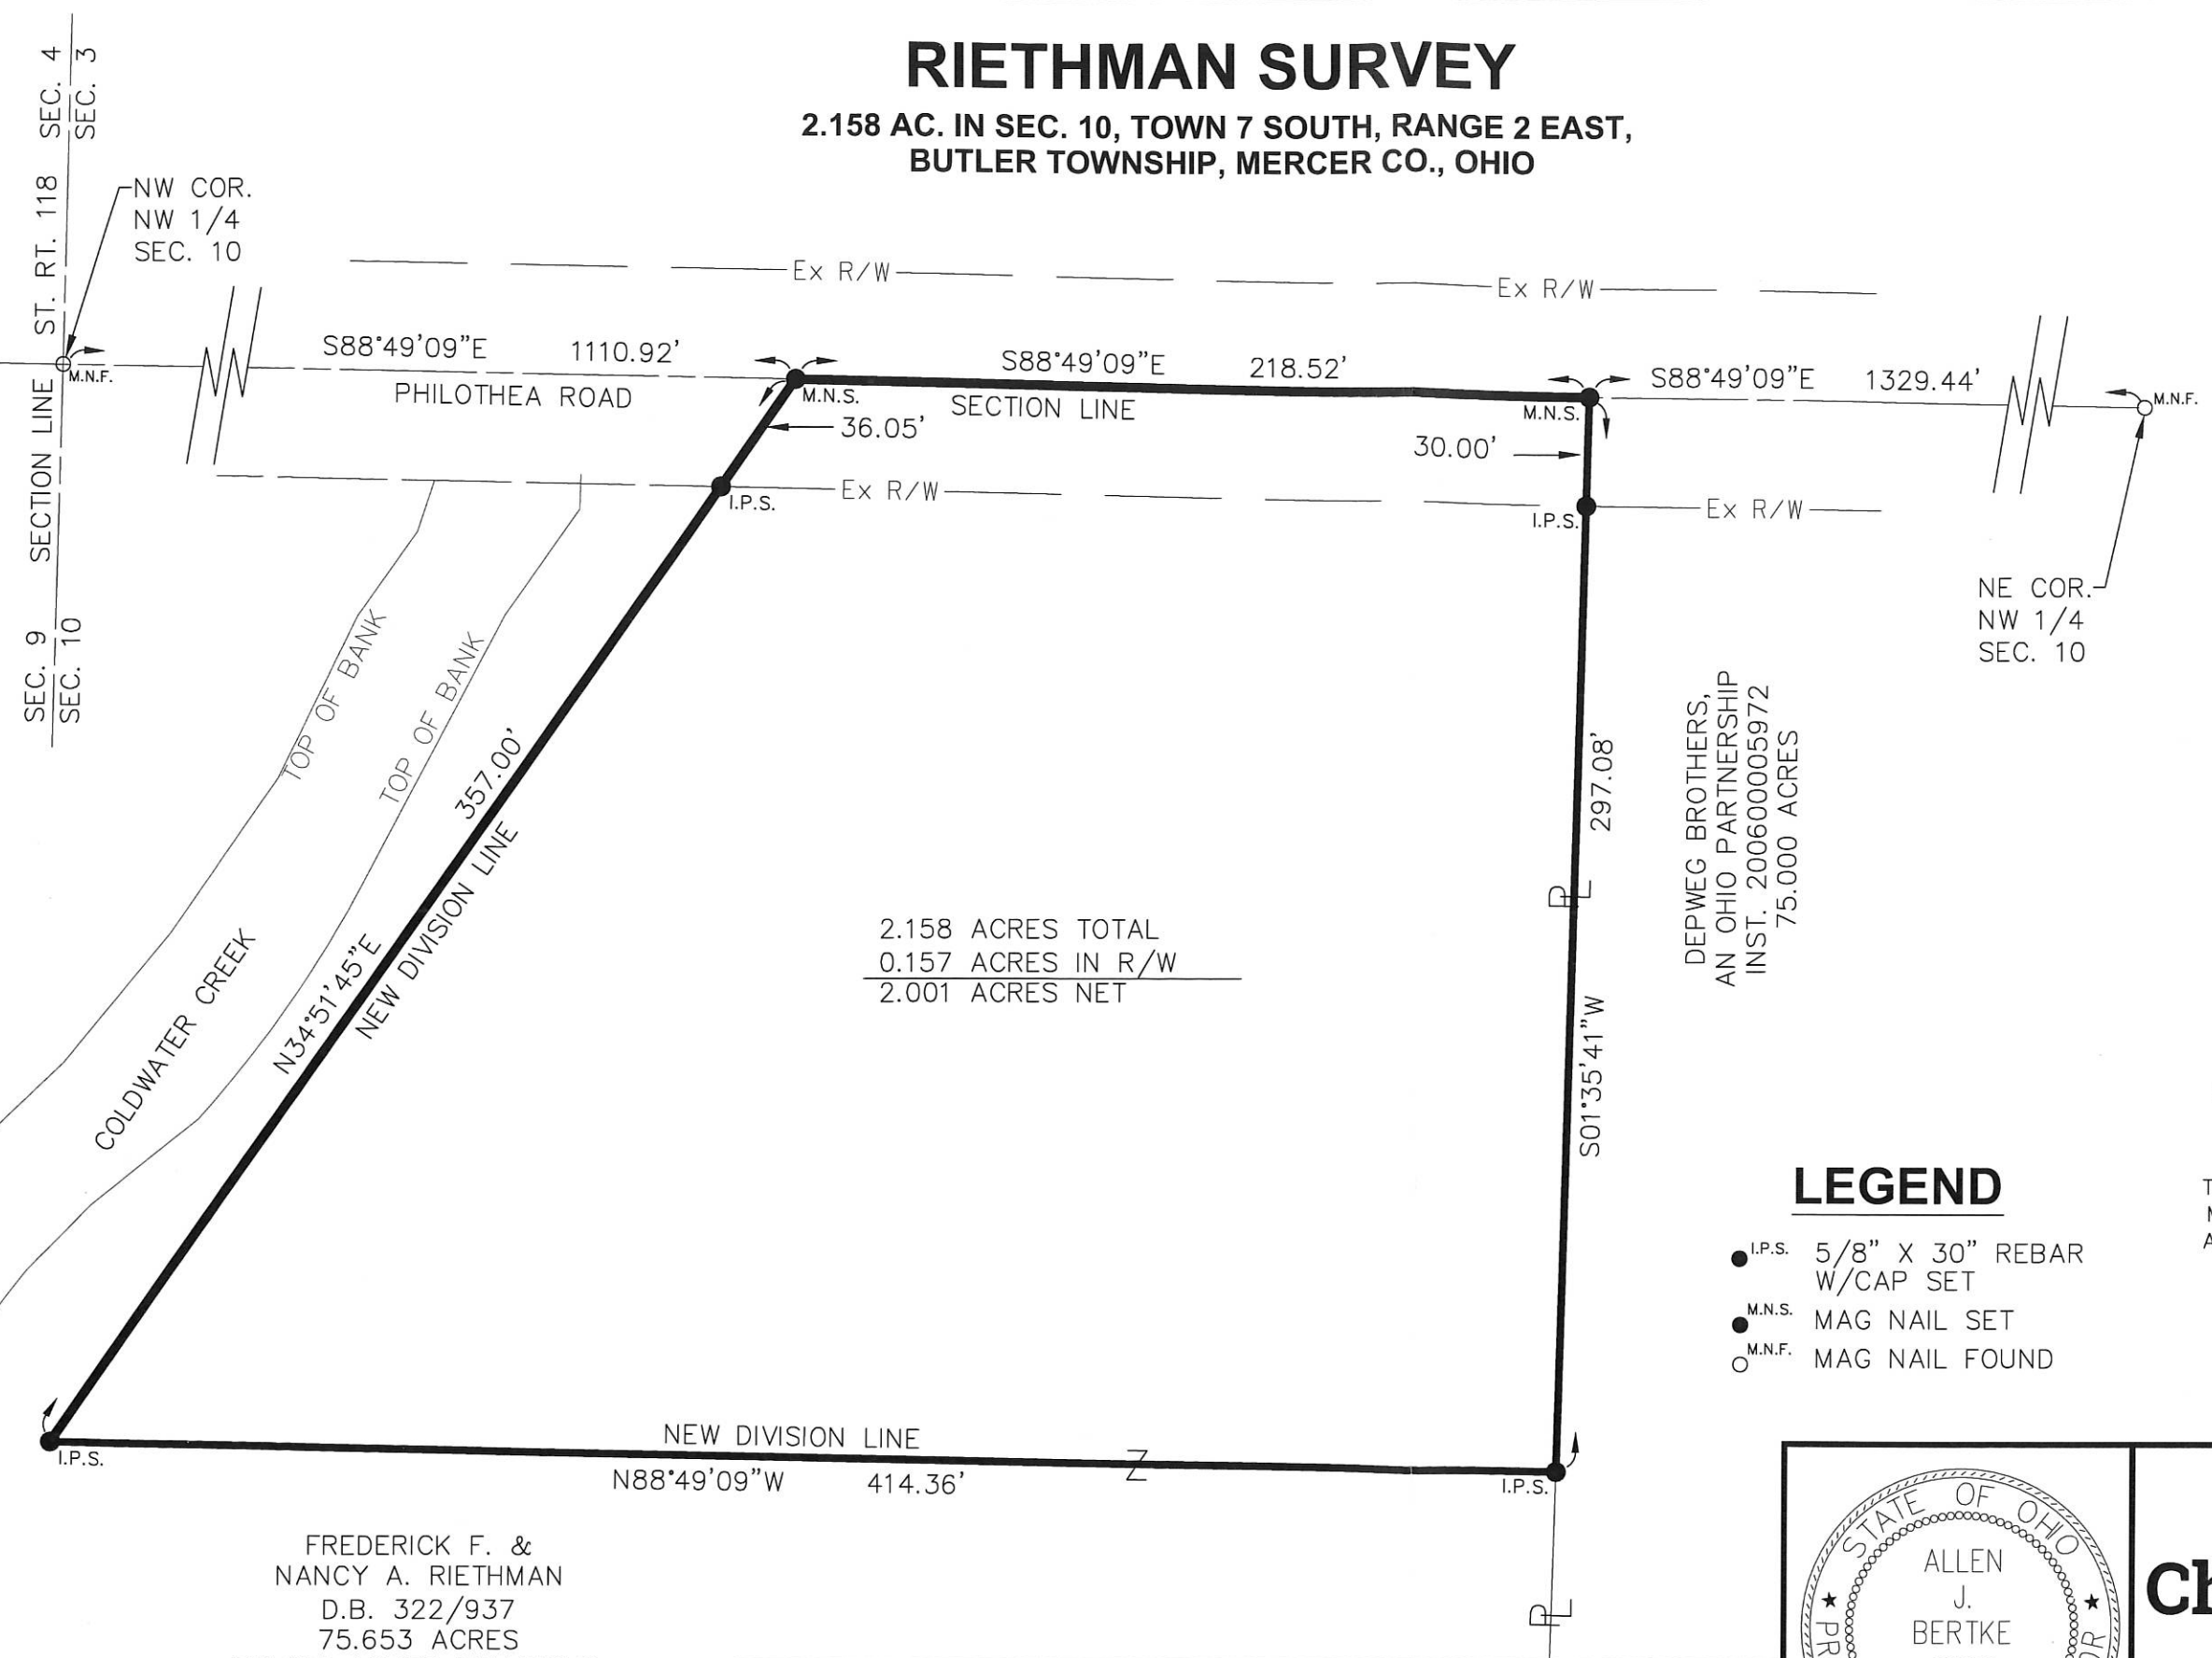 RIETHMAN SURVEY
2.158 AC. IN SEC. 10, TOWN 7 SOUTH, RANGE 2 EAST,
BUTLER TOWNSHIP, MERCER CO., OHIO
SEC. 4
SEC. 3
ST. RT. 118
NW COR.
NW 1/4
SEC. 10
Ex R/W
Ex R/W
S88°49'09"E 1110.92'
PHILOTHEA ROAD
M.N.F.
S88°49'09"E 218.52'
SECTION LINE
M.N.S.
36.05'
M.N.S.
30.00'
S88°49'09"E 1329.44'
M.N.F.
SECTION LINE
SEC. 9
SEC. 10
I.P.S.
Ex R/W
I.P.S.
Ex R/W
NE COR.
NW 1/4
SEC. 10
TOP OF BANK
TOP OF BANK
COLDWATER CREEK
357.00'
N34°51'45"E
NEW DIVISION LINE
2.158 ACRES TOTAL
0.157 ACRES IN R/W
2.001 ACRES NET
297.08'
PL
S01°35'41"W
DEPWEG BROTHERS,
AN OHIO PARTNERSHIP
INST. 200600005972
75.000 ACRES
LEGEND
I.P.S. 5/8" X 30" REBAR
W/CAP SET
M.N.S. MAG NAIL SET
M.N.F. MAG NAIL FOUND
I.P.S.
NEW DIVISION LINE
N88°49'09"W 414.36'
Z
I.P.S.
PL
FREDERICK F. &
NANCY A. RIETHMAN
D.B. 322/937
75.653 ACRES
STATE OF OHIO
ALLEN
J.
BERTKE
Ch